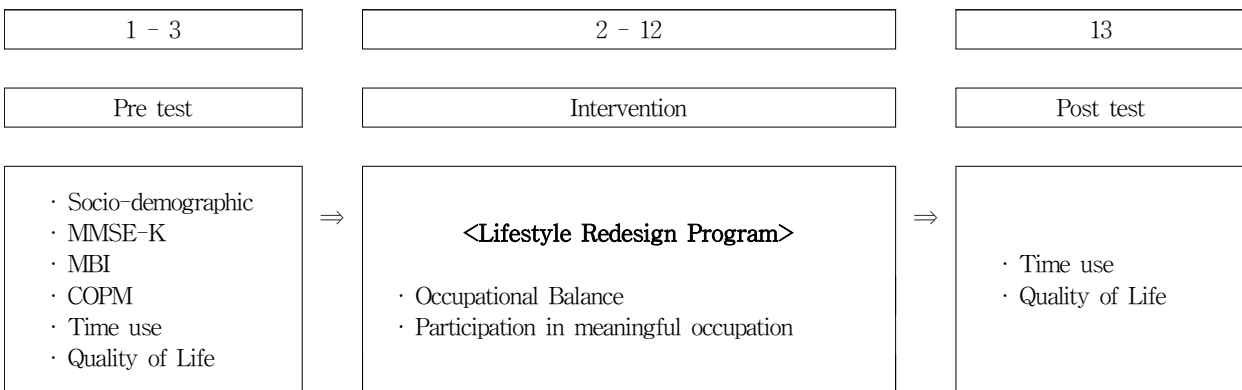 1 - 3
2 - 12
13
Pre test
Intervention
Post test
· Socio-demographic
· MMSE-K
· MBI
· COPM
· Time use
· Quality of Life
⇒
<Lifestyle Redesign Program>
· Occupational Balance
· Participation in meaningful occupation
⇒
· Time use
· Quality of Life